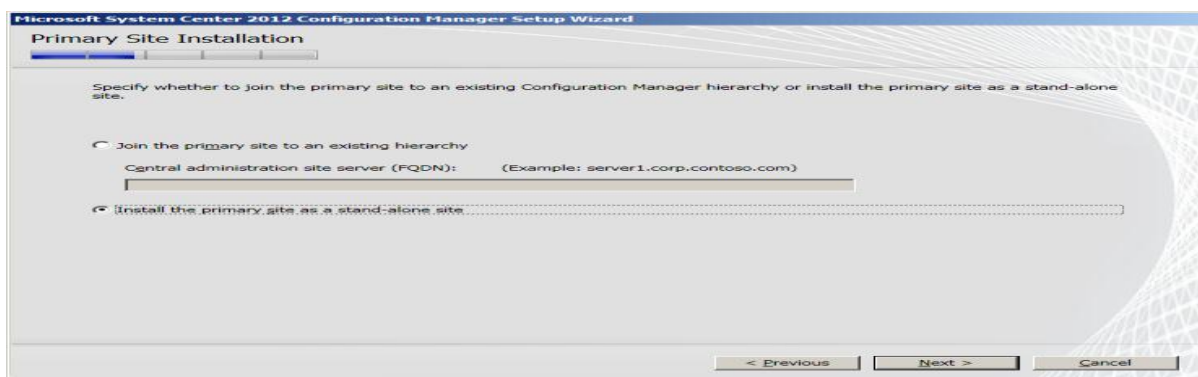 Microsoft System Center 2012 Configuration Manager Setup Wizard
Primary Site Installation
Specify whether to join the primary site to an existing Configuration Manager hierarchy or install the primary site as a stand-alone
site.
Join the primary site to an existing hierarchy
Central administration site server (FQDN): (Example: server1.corp.contoso.com)
Install the primary site as a stand-alone site
< Previous Next > Cancel